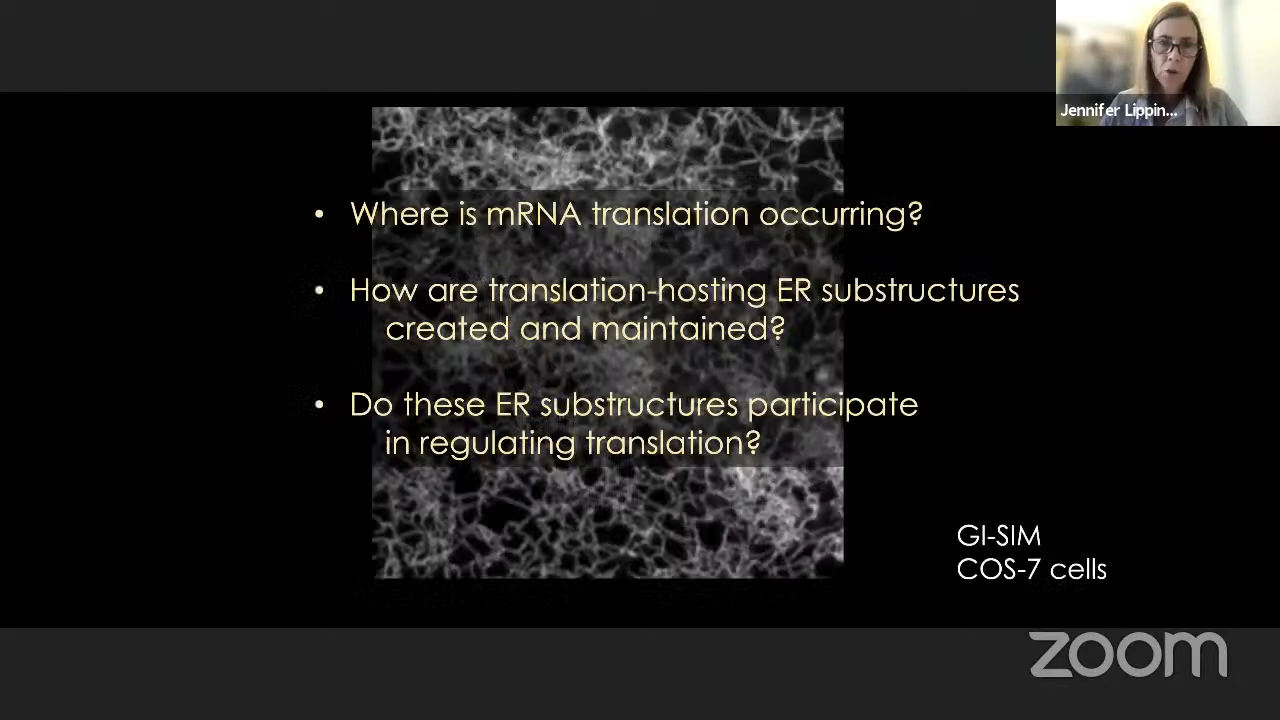 Jennifer Lippin...
• Where is mRNA translation occurring?
• How are translation-hosting ER substructures
created and maintained?
• Do these ER substructures participate
in regulating translation?
GI-SIM
COS-7 cells
zoom